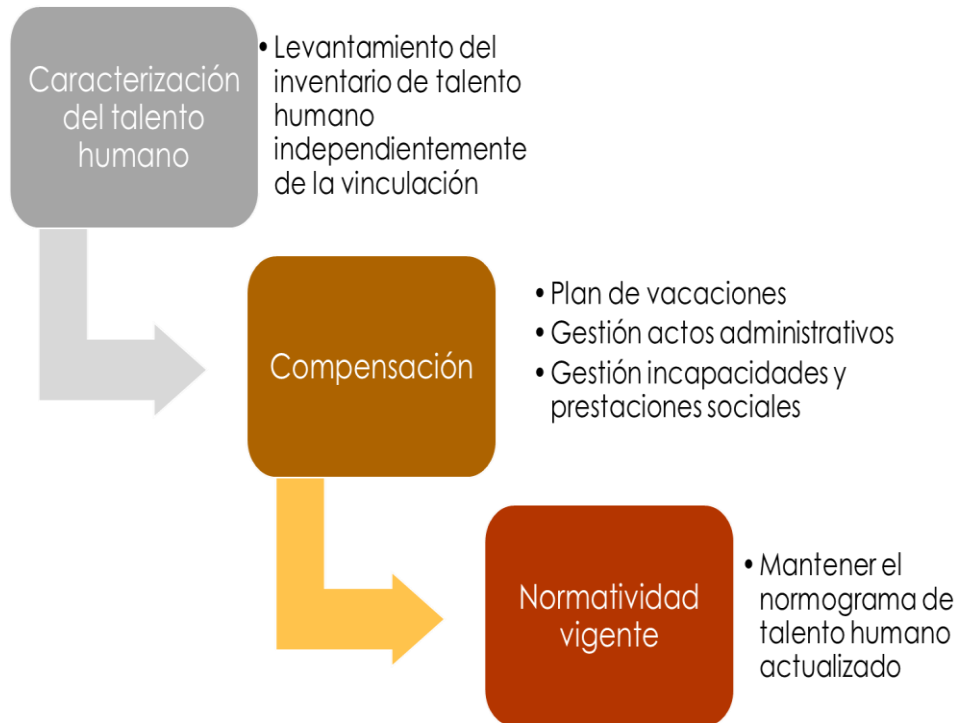 Caracterización
del talento
humano
• Levantamiento del
inventario de talento
humano
independientemente
de la vinculación
Compensación
• Plan de vacaciones
• Gestión actos administrativos
• Gestión incapacidades y
prestaciones sociales
Normatividad
vigente
• Mantener el
normograma de
talento humano
actualizado